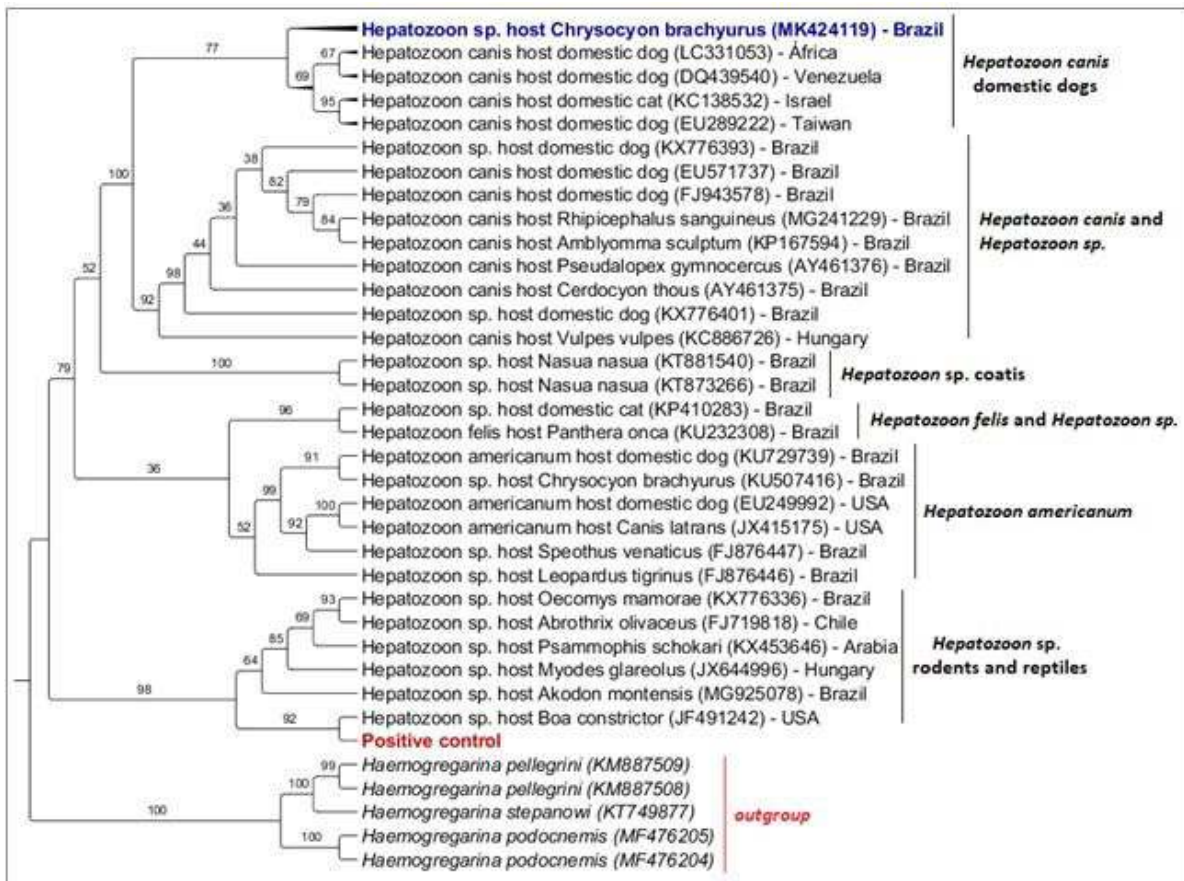 Hepatozoon sp. host Chrysocyon brachyurus (MK424119) - Brazil
Hepatozoon canis host domestic dog (LC331053) - África
Hepatozoon canis host domestic dog (DQ439540) - Venezuela
Hepatozoon canis host domestic cat (KC138532) - Israel
Hepatozoon canis host domestic dog (EU289222) - Taiwan
Hepatozoon canis
domestic dogs
77
67
69
95
Hepatozoon sp. host domestic dog (KX776393) - Brazil
Hepatozoon canis host domestic dog (EU571737) - Brazil
Hepatozoon canis host domestic dog (FJ943578) - Brazil
Hepatozoon canis host Rhipicephalus sanguineus (MG241229) - Brazil
Hepatozoon canis host Amblyomma sculptum (KP167594) - Brazil
Hepatozoon canis host Pseudalopex gymnocercus (AY461376) - Brazil
Hepatozoon canis host Cerdocyon thous (AY461375) - Brazil
Hepatozoon sp. host domestic dog (KX776401) - Brazil
Hepatozoon canis host Vulpes vulpes (KC886726) - Hungary
Hepatozoon canis and
Hepatozoon sp.
100
38
82
79
84
36
44
98
92
52
Hepatozoon sp. host Nasua nasua (KT881540) - Brazil
Hepatozoon sp. host Nasua nasua (KT873266) - Brazil
Hepatozoon sp. coatis
100
79
Hepatozoon sp. host domestic cat (KP410283) - Brazil
Hepatozoon felis host Panthera onca (KU232308) - Brazil
Hepatozoon felis and Hepatozoon sp.
96
36
Hepatozoon americanum host domestic dog (KU729739) - Brazil
Hepatozoon sp. host Chrysocyon brachyurus (KU507416) - Brazil
Hepatozoon americanum host domestic dog (EU249992) - USA
Hepatozoon americanum host Canis latrans (JX415175) - USA
Hepatozoon sp. host Speothus venaticus (FJ876447) - Brazil
Hepatozoon sp. host Leopardus tigrinus (FJ876446) - Brazil
Hepatozoon americanum
91
99
100
92
52
Hepatozoon sp. host Oecomys mamorae (KX776336) - Brazil
Hepatozoon sp. host Abrothrix olivaceus (FJ719818) - Chile
Hepatozoon sp. host Psammophis schokari (KX453646) - Arabia
Hepatozoon sp. host Myodes glareolus (JX644996) - Hungary
Hepatozoon sp. host Akodon montensis (MG925078) - Brazil
Hepatozoon sp. host Boa constrictor (JF491242) - USA
Positive control
Hepatozoon sp.
rodents and reptiles
93
69
85
64
98
92
Haemogregarina pellegrini (KM887509)
Haemogregarina pellegrini (KM887508)
Haemogregarina stepanowi (KT749877)
Haemogregarina podocnemis (MF476205)
Haemogregarina podocnemis (MF476204)
outgroup
99
100
100
100